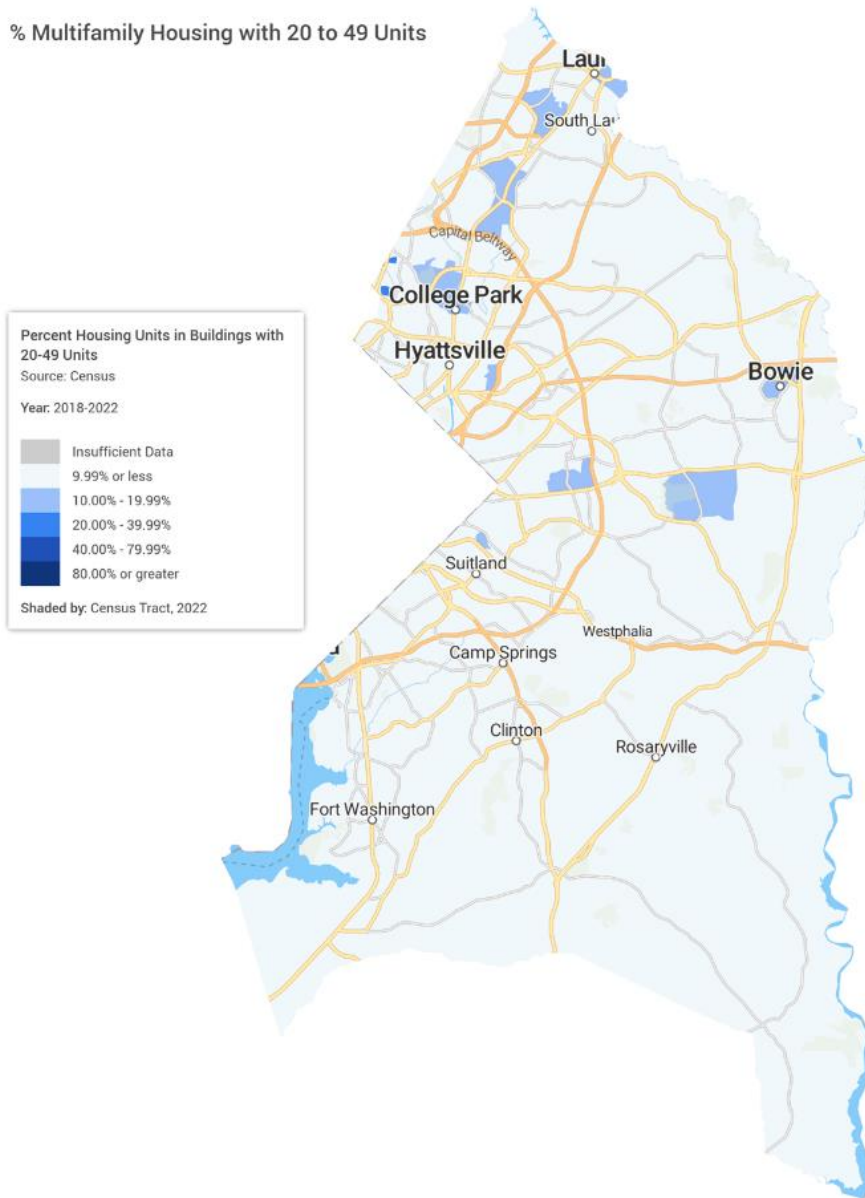 % Multifamily Housing with 20 to 49 Units
Laur
South Lau
Capital Beltway
College Park
Hyattsville
Bowie
Percent Housing Units in Buildings with
20-49 Units
Source: Census
Year: 2018-2022
Insufficient Data
9.99% or less
10.00% - 19.99%
20.00% - 39.99%
40.00% - 79.99%
80.00% or greater
Shaded by: Census Tract, 2022
Suitland
Westphalia
Camp Springs
Clinton
Rosaryville
Fort Washington